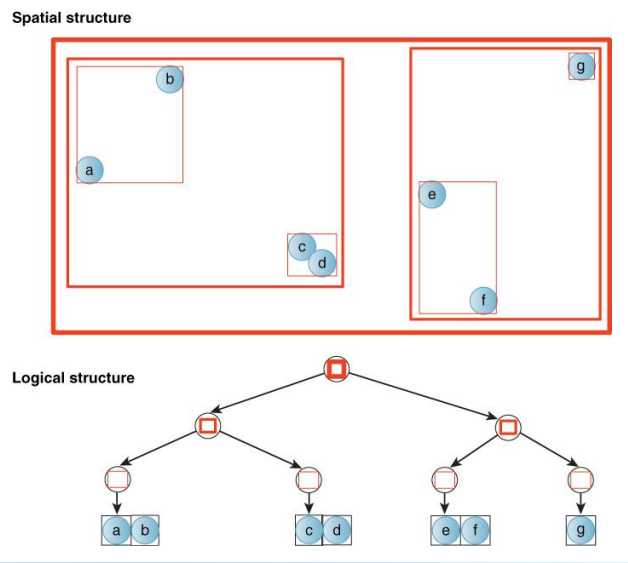 Spatial structure
b
g
a
e
c
d
f
Logical structure
a b c d e f g